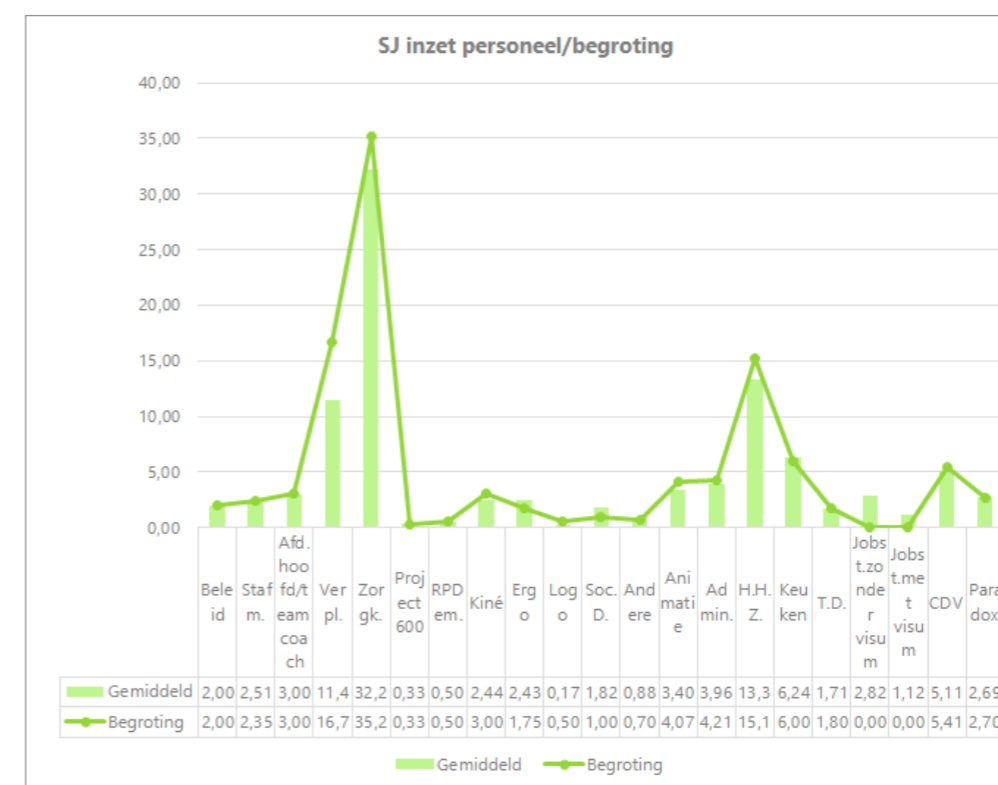 SJ inzet personeel/begroting
40,00
35,00
30,00
25,00
20,00
15,00
10,00
5,00
0,00
Bele
id
Staf
m.
Afd.
hoo
fd/t
eam
coa
ch
Ver
pl.
Zor
gk.
Proj
ect
600
RPD
em.
Kiné
Erg
o
Log
o
Soc.
D.
And
ere
Ani
mati
e
Ad
min.
H.H.
Z.
Keu
ken
T.D.
Jobs
t.zo
nde
r
visu
m
Jobs
t.me
t
visu
m
CDV
Para
dox
Gemiddeld 2,00 2,51 3,00 11,4 32,2 0,33 0,50 2,44 2,43 0,17 1,82 0,88 3,40 3,96 13,3 6,24 1,71 2,82 1,12 5,11 2,69
Begroting 2,00 2,35 3,00 16,7 35,2 0,33 0,50 3,00 1,75 0,50 1,00 0,70 4,07 4,21 15,1 6,00 1,80 0,00 0,00 5,41 2,70
Gemiddeld Begroting